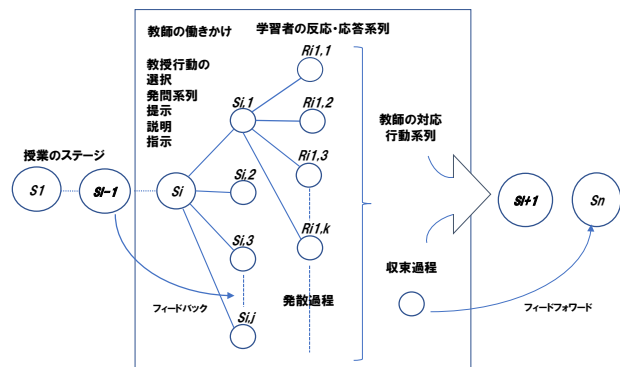 教師の働きかけ
学習者の反応・応答系列
教授行動の
選択
発問系列
提示
説明
指示
授業のステージ
S1
Si-1
Si
Si,1
Si,2
Si,3
Si,j
Ri1,1
Ri1,2
Ri1,3
Ri1,k
フィードバック
発散過程
教師の対応
行動系列
収束過程
Si+1
Sn
フィードフォワード